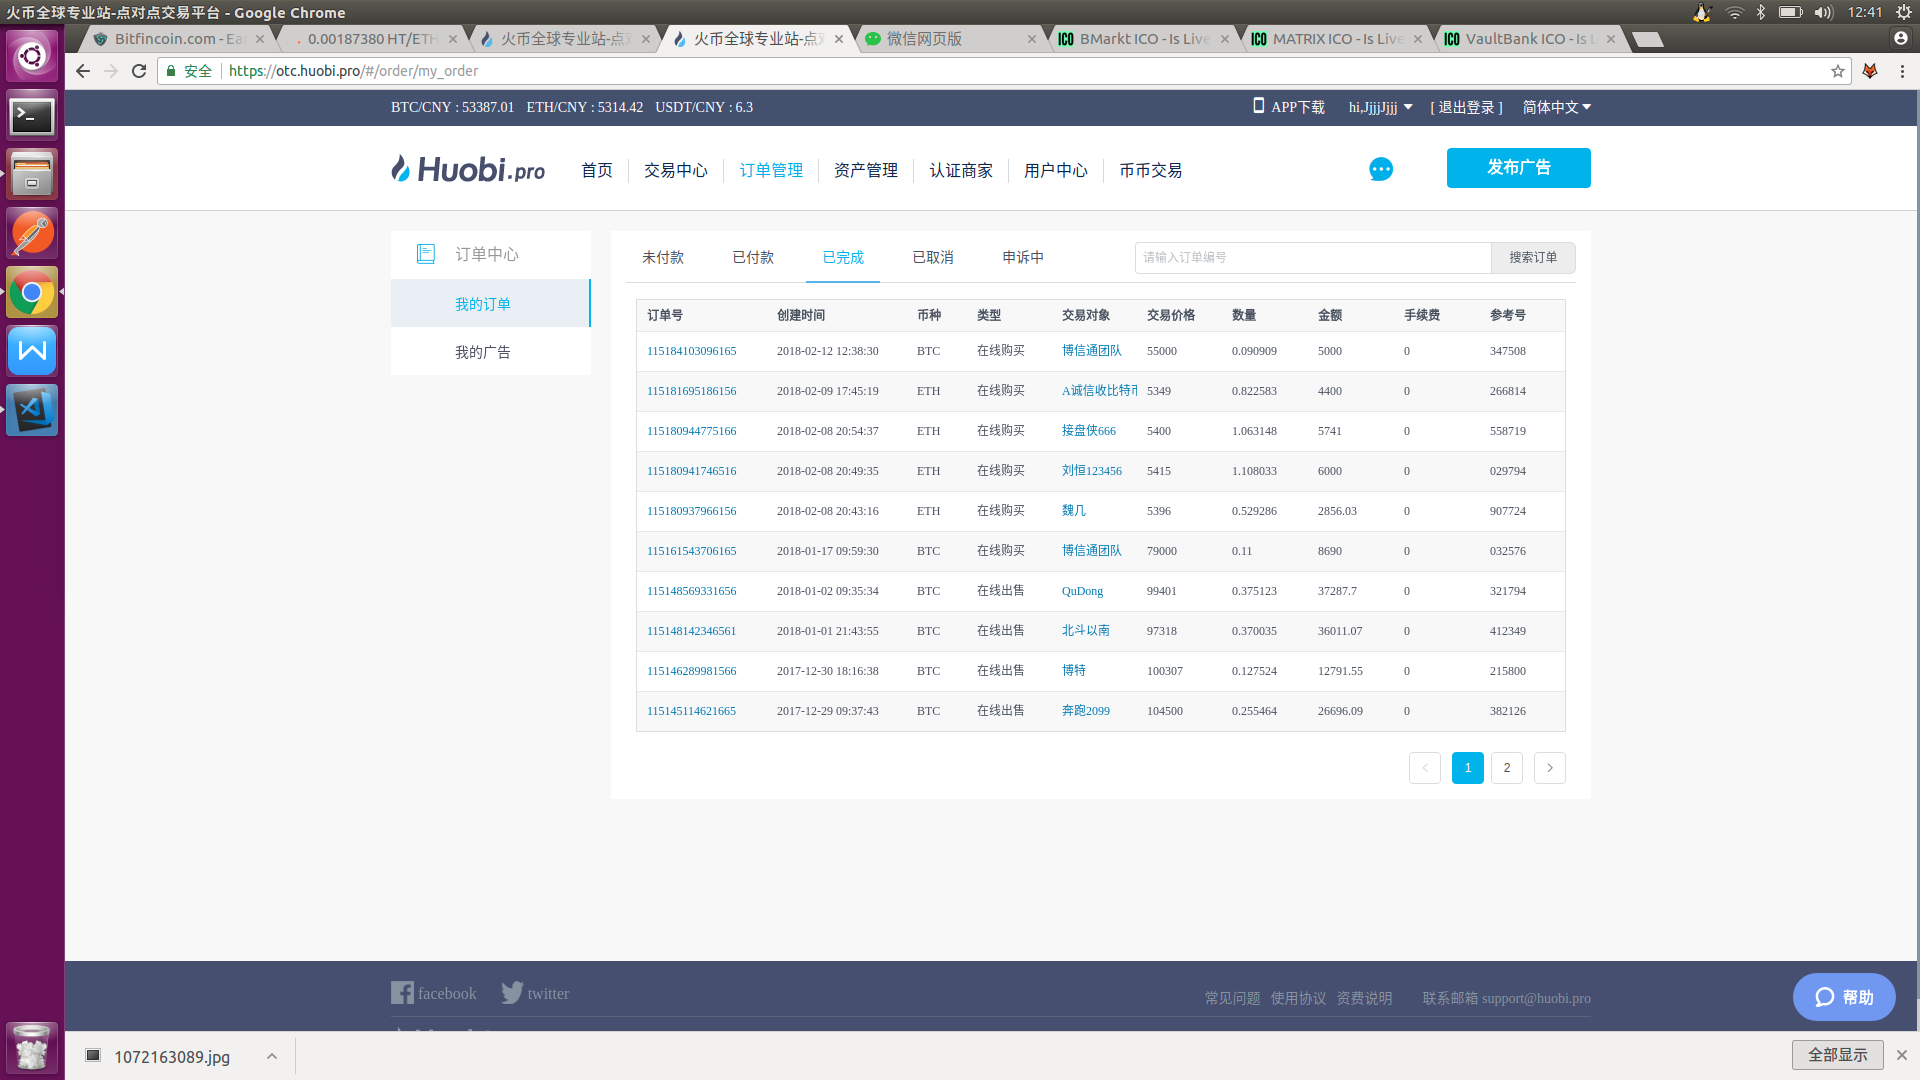 火币全球专业站-点对点交易平台 - Google Chrome
12:41
Bitfincoin.com - Ear
0.00187380 HT/ETH
火币全球专业站-点对
火币全球专业站-点对
微信网页版
BMarkt ICO - Is Live
MATRIX ICO - Is Live
VaultBank ICO - Is L
安全 https://otc.huobi.pro/#/order/my_order
BTC/CNY : 53387.01 ETH/CNY : 5314.42 USDT/CNY : 6.3
APP下载 hi,JjjjJjjj [ 退出登录 ] 简体中文
Huobi.pro 首页 交易中心 订单管理 资产管理 认证商家 用户中心 币币交易 发布广告
订单中心
我的订单
我的广告
未付款 已付款 已完成 已取消 申诉中 请输入订单编号 搜索订单
订单号 创建时间 币种 类型 交易对象 交易价格 数量 金额 手续费 参考号
115184103096165 2018-02-12 12:38:30 BTC 在线购买 博信通团队 55000 0.090909 5000 0 347508
115181695186156 2018-02-09 17:45:19 ETH 在线购买 A诚信收比特币 5349 0.822583 4400 0 266814
115180944775166 2018-02-08 20:54:37 ETH 在线购买 接盘侠666 5400 1.063148 5741 0 558719
115180941746516 2018-02-08 20:49:35 ETH 在线购买 刘恒123456 5415 1.108033 6000 0 029794
115180937966156 2018-02-08 20:43:16 ETH 在线购买 魏几 5396 0.529286 2856.03 0 907724
115161543706165 2018-01-17 09:59:30 BTC 在线购买 博信通团队 79000 0.11 8690 0 032576
115148569331656 2018-01-02 09:35:34 BTC 在线出售 QuDong 99401 0.375123 37287.7 0 321794
115148142346561 2018-01-01 21:43:55 BTC 在线出售 北斗以南 97318 0.370035 36011.07 0 412349
115146289981566 2017-12-30 18:16:38 BTC 在线出售 博特 100307 0.127524 12791.55 0 215800
115145114621665 2017-12-29 09:37:43 BTC 在线出售 奔跑2099 104500 0.255464 26696.09 0 382126
1 2
facebook twitter
常见问题 使用协议 资费说明 联系邮箱 support@huobi.pro
帮助
1072163089.jpg
全部显示